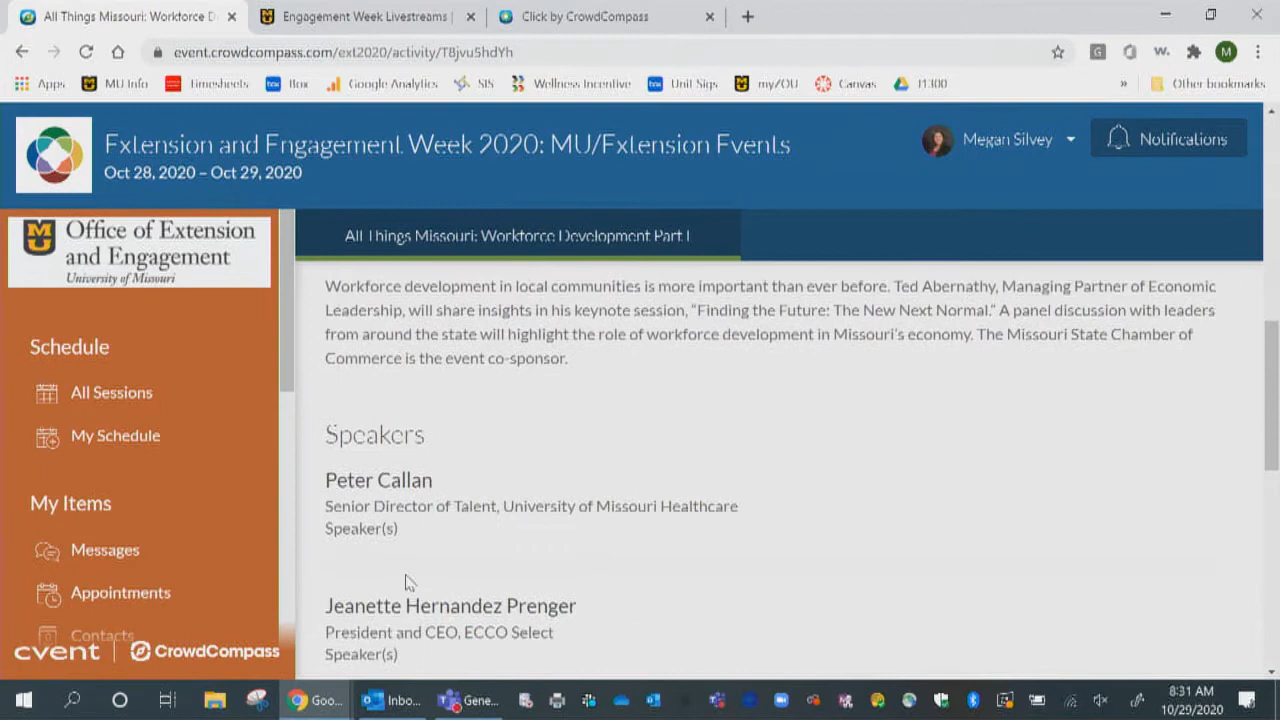 All Things Missouri: Workforce D
Engagement Week Livestreams |
Click by CrowdCompass
event.crowdcompass.com/ext2020/activity/T8jvu5hdYh
Apps
MU Info
Timesheets
Box
Google Analytics
SIS
Wellness Incentive
Unit Sigs
my/OU
Canvas
IT300
Other bookmarks
Extension and Engagement Week 2020: MU/Extension Events
Oct 28, 2020 – Oct 29, 2020
Megan Silvey
Notifications
Office of Extension
and Engagement
University of Missouri
All Things Missouri: Workforce Development Part I
Schedule
All Sessions
My Schedule
My Items
Messages
Appointments
Contacts
cvent | CrowdCompass
Workforce development in local communities is more important than ever before. Ted Abernathy, Managing Partner of Economic
Leadership, will share insights in his keynote session, “Finding the Future: The New Next Normal.” A panel discussion with leaders
from around the state will highlight the role of workforce development in Missouri’s economy. The Missouri State Chamber of
Commerce is the event co-sponsor.
Speakers
Peter Callan
Senior Director of Talent, University of Missouri Healthcare
Speaker(s)
Jeanette Hernandez Prenger
President and CEO, ECCO Select
Speaker(s)
Goo...
Inbo...
Gene...
8:31 AM
10/29/2020